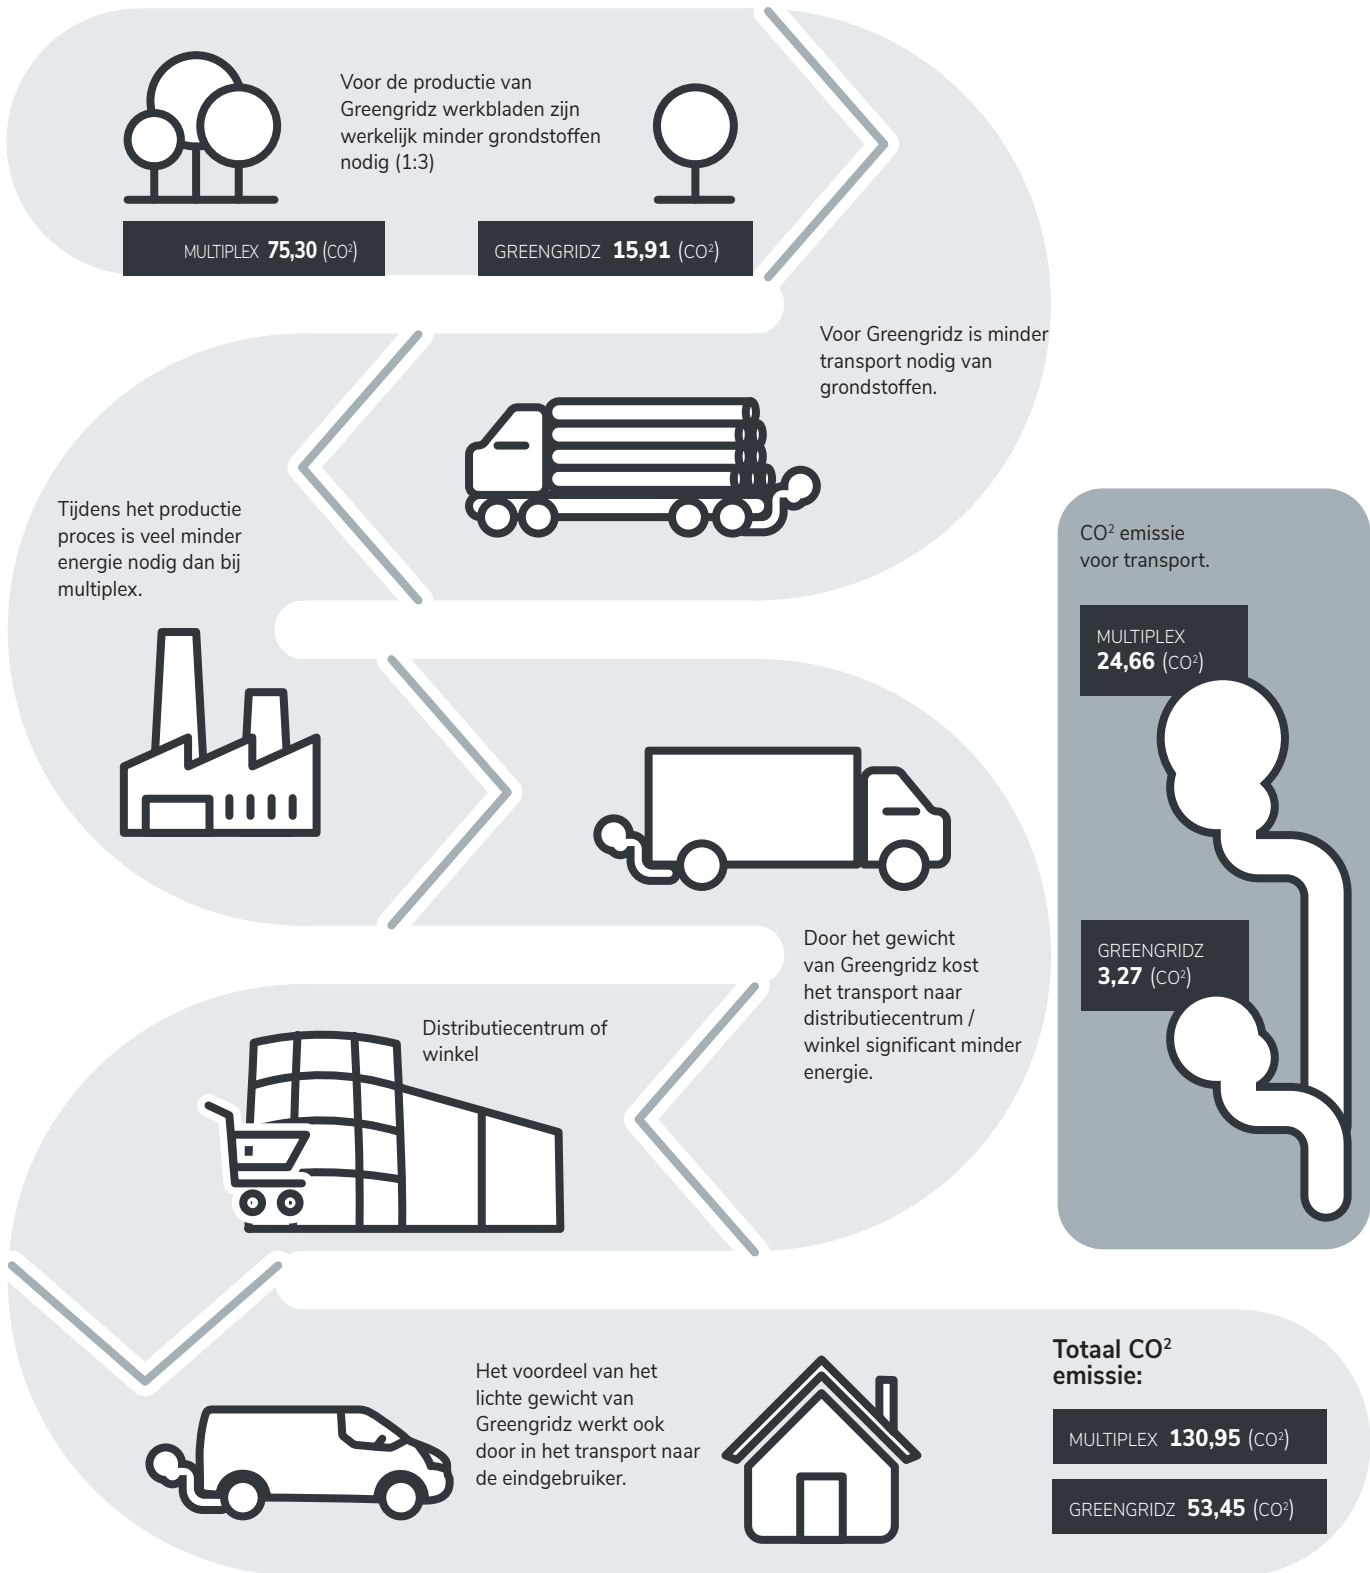 Voor de productie van
Greengridz werkbladen zijn
werkelijk minder grondstoffen
nodig (1:3)
MULTIPLEX 75,30 (CO²)
GREENGRIDZ 15,91 (CO²)
Voor Greengridz is minder
transport nodig van
grondstoffen.
Tijdens het productie
proces is veel minder
energie nodig dan bij
multiplex.
CO² emissie
voor transport.
MULTIPLEX
24,66 (CO²)
GREENGRIDZ
3,27 (CO²)
Door het gewicht
van Greengridz kost
het transport naar
distributiecentrum /
winkel significant minder
energie.
Distributiecentrum of
winkel
Het voordeel van het
lichte gewicht van
Greengridz werkt ook
door in het transport naar
de eindgebruiker.
Totaal CO²
emissie:
MULTIPLEX 130,95 (CO²)
GREENGRIDZ 53,45 (CO²)